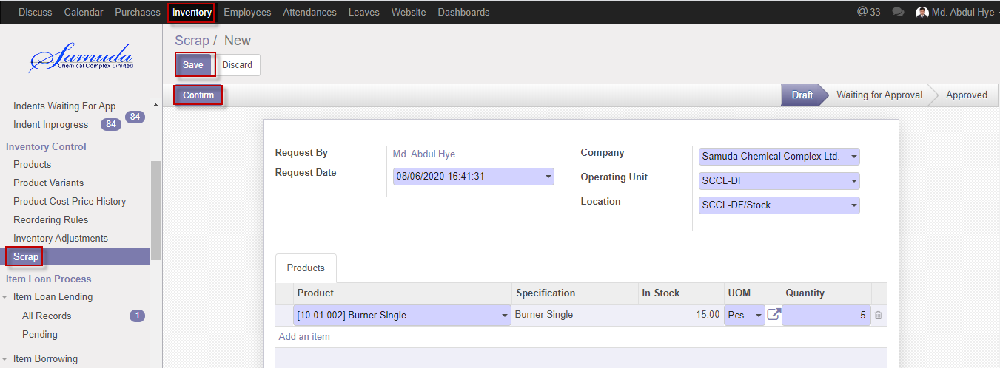 Discuss Calendar Purchases Inventory Employees Attendances Leaves Website Dashboards @ 33 Md. Abdul Hye
Samuda
Chemical Complex Limited
Scrap / New
Save Discard
Confirm Draft Waiting for Approval Approved
Indents Waiting For App... 84
Indent Inprogress 84
Inventory Control
Products
Product Variants
Product Cost Price History
Reordering Rules
Inventory Adjustments
Scrap
Item Loan Process
Item Loan Lending
All Records 1
Pending
Item Borrowing
Request By Md. Abdul Hye
Request Date 08/06/2020 16:41:31
Company Samuda Chemical Complex Ltd.
Operating Unit SCCL-DF
Location SCCL-DF/Stock
Products
Product Specification In Stock UOM Quantity
[10.01.002] Burner Single Burner Single 15.00 Pcs 5
Add an item